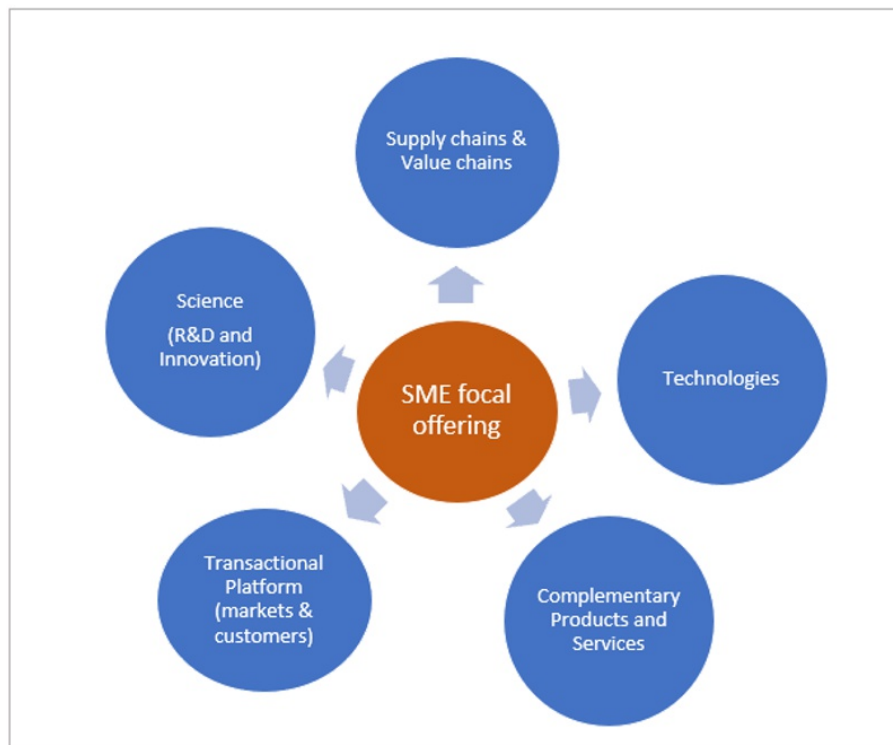 Supply chains &
Value chains
Science
(R&D and
Innovation)
SME focal
offering
Technologies
Transactional
Platform
(markets &
customers)
Complementary
Products and
Services